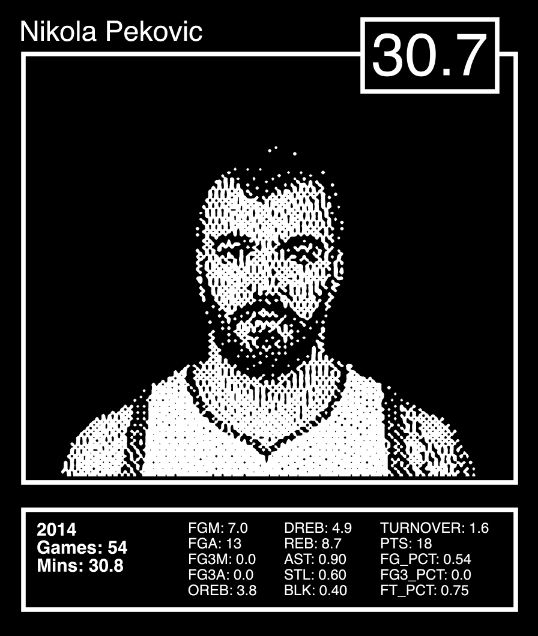 Nikola Pekovic
30.7
2014
Games: 54
Mins: 30.8
FGM: 7.0
FGA: 13
FG3M: 0.0
FG3A: 0.0
OREB: 3.8
DREB: 4.9
REB: 8.7
AST: 0.90
STL: 0.60
BLK: 0.40
TURNOVER: 1.6
PTS: 18
FG_PCT: 0.54
FG3_PCT: 0.0
FT_PCT: 0.75